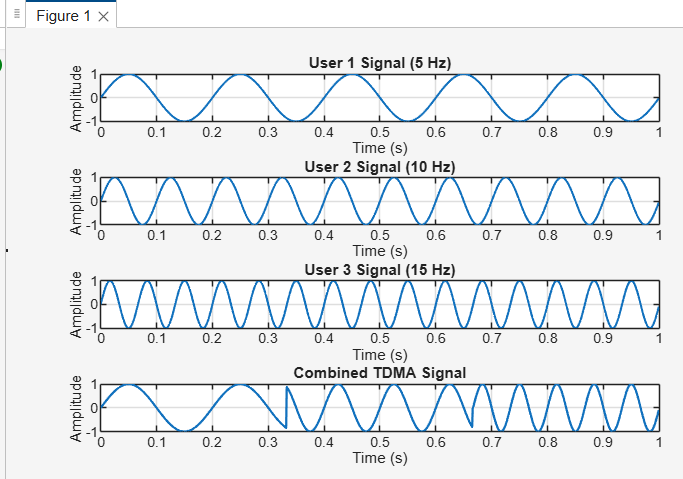 Figure 1
User 1 Signal (5 Hz)
Amplitude
1
0
-1
0 0.1 0.2 0.3 0.4 0.5 0.6 0.7 0.8 0.9 1
Time (s)
User 2 Signal (10 Hz)
Amplitude
1
0
-1
0 0.1 0.2 0.3 0.4 0.5 0.6 0.7 0.8 0.9 1
Time (s)
User 3 Signal (15 Hz)
Amplitude
1
0
-1
0 0.1 0.2 0.3 0.4 0.5 0.6 0.7 0.8 0.9 1
Time (s)
Combined TDMA Signal
Amplitude
1
0
-1
0 0.1 0.2 0.3 0.4 0.5 0.6 0.7 0.8 0.9 1
Time (s)